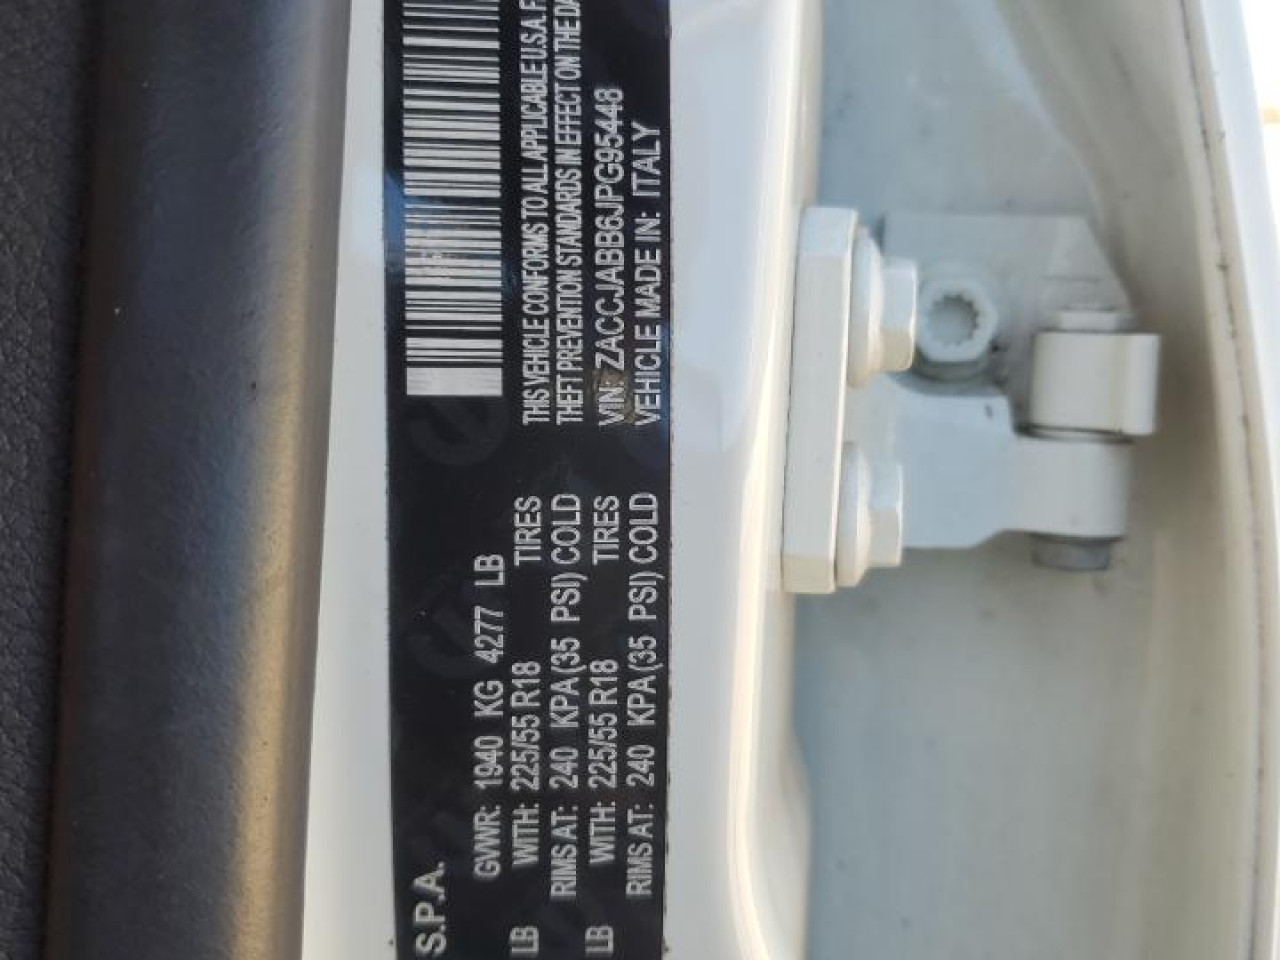 S.P.A.
GVWR: 1940 KG 4277 LB
LB WITH: 225/55 R18 TIRES
RIMS AT: 240 KPA (35 PSI) COLD
LB WITH: 225/55 R18 TIRES
RIMS AT: 240 KPA (35 PSI) COLD
THIS VEHICLE CONFORMS TO ALL APPLICABLE U.S.A. F
THEFT PREVENTION STANDARDS IN EFFECT ON THE DA
VIN: ZACCJABB6JPG95448
VEHICLE MADE IN: ITALY